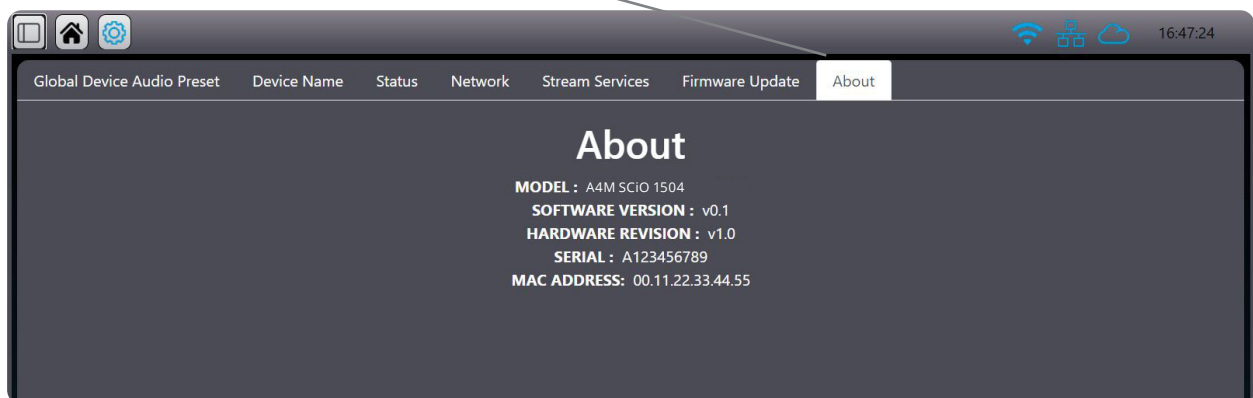 16:47:24
Global Device Audio Preset Device Name Status Network Stream Services Firmware Update About
About
MODEL : A4M SCiO 1504
SOFTWARE VERSION : v0.1
HARDWARE REVISION : v1.0
SERIAL : A123456789
MAC ADDRESS: 00.11.22.33.44.55